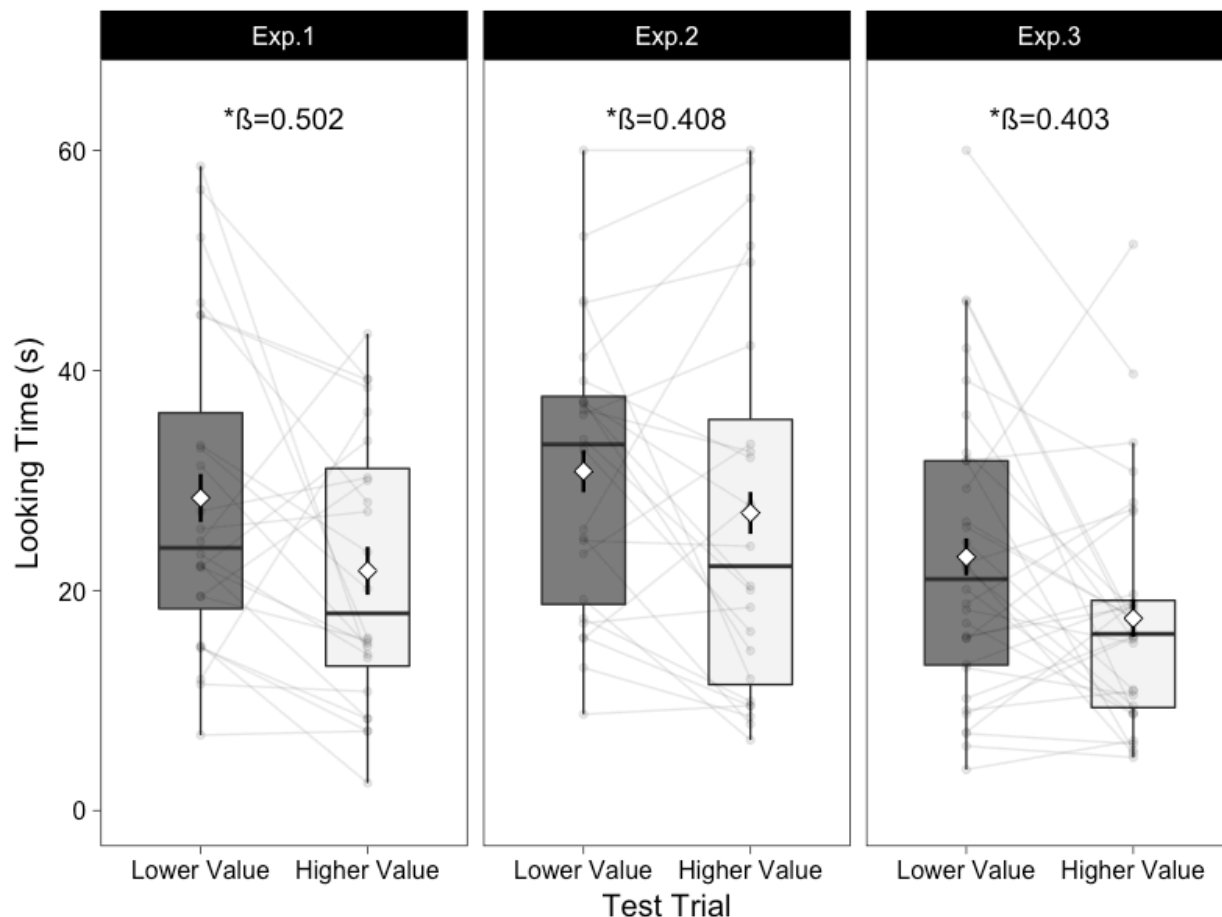 Exp.1
Exp.2
Exp.3
*ß=0.502
*ß=0.408
*ß=0.403
60
40
20
0
Looking Time (s)
Lower Value
Higher Value
Lower Value
Higher Value
Lower Value
Higher Value
Test Trial